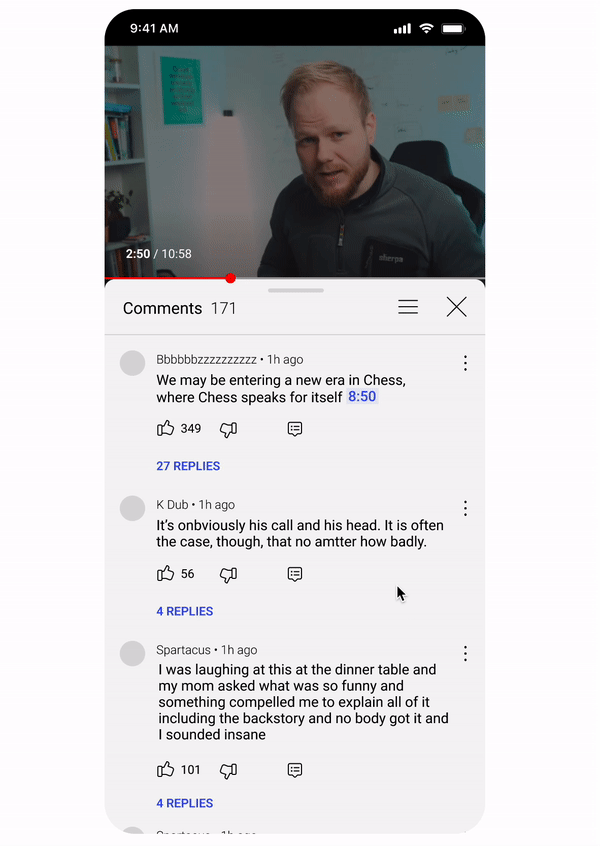 9:41 AM
sherpa
2:50 / 10:58
Comments 171
Bbbbbbzzzzzzzzzz • 1h ago
We may be entering a new era in Chess,
where Chess speaks for itself 8:50
349
27 REPLIES
K Dub • 1h ago
It's onbviously his call and his head. It is often
the case, though, that no amtter how badly.
56
4 REPLIES
Spartacus • 1h ago
I was laughing at this at the dinner table and
my mom asked what was so funny and
something compelled me to explain all of it
including the backstory and no body got it and
I sounded insane
101
4 REPLIES
Spartacus • 1h ago